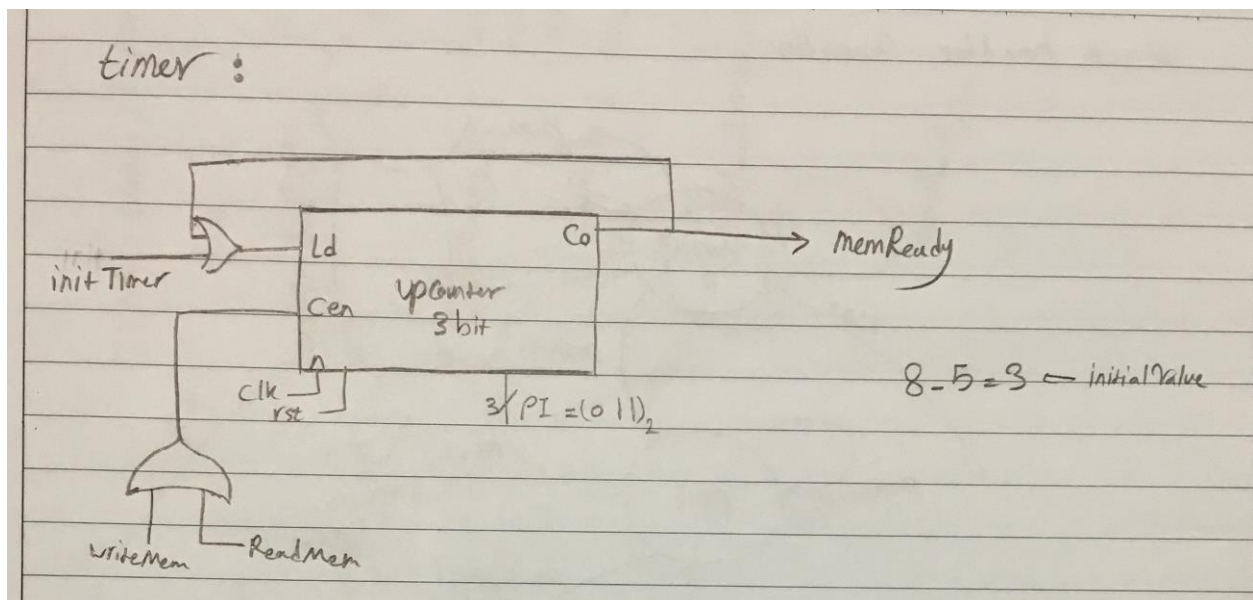 timer :
Co
memReady
Ld
initTimer
upCounter
3 bit
Cen
8-5=3 ← initialValue
clk
rst
3 PI = (011)₂
writeMem
ReadMem